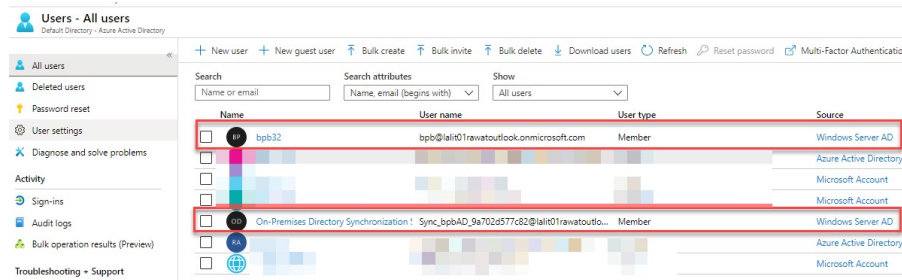 Users - All users
Default Directory - Azure Active Directory
«
All users
Deleted users
Password reset
User settings
Diagnose and solve problems
Activity
Sign-ins
Audit logs
Bulk operation results (Preview)
Troubleshooting + Support
+ New user + New guest user Bulk create Bulk invite Bulk delete Download users Refresh Reset password Multi-Factor Authenticatio
Search Search attributes Show
Name or email Name, email (begins with) All users
Name User name User type Source
BP bpb32 bpb@lalit01rawatoutlook.onmicrosoft.com Member Windows Server AD
Azure Active Directory
Microsoft Account
Microsoft Account
OD On-Premises Directory Synchronization Sync_bpbAD_9a702d577c82@lalit01rawatoutlo... Member Windows Server AD
RA Azure Active Directory
Microsoft Account